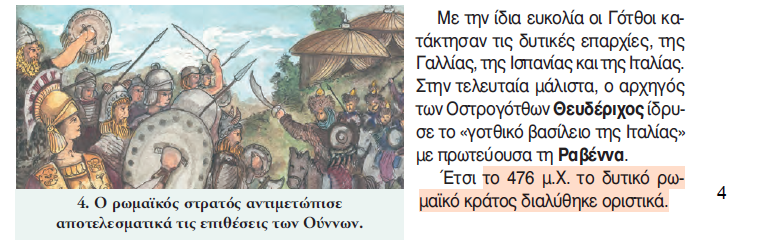 4. Ο ρωμαϊκός στρατός αντιμετώπισε
αποτελεσματικά τις επιθέσεις των Ούννων.
Με την ίδια ευκολία οι Γότθοι κα-
τάκτησαν τις δυτικές επαρχίες, της
Γαλλίας, της Ισπανίας και της Ιταλίας.
Στην τελευταία μάλιστα, ο αρχηγός
των Οστρογότθων Θευδέριχος ίδρυ-
σε το «γοτθικό βασίλειο της Ιταλίας»
με πρωτεύουσα τη Ραβέννα.
Έτσι το 476 μ.Χ. το δυτικό ρω-
μαϊκό κράτος διαλύθηκε οριστικά.
4